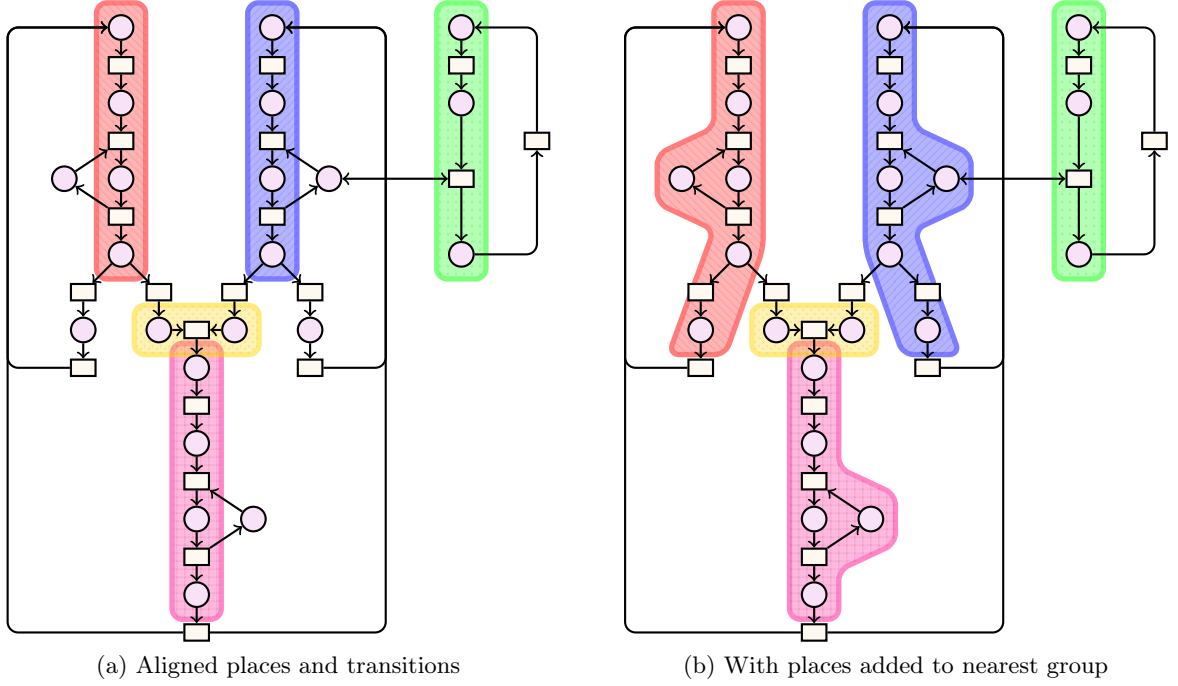 (a) Aligned places and transitions
(b) With places added to nearest group